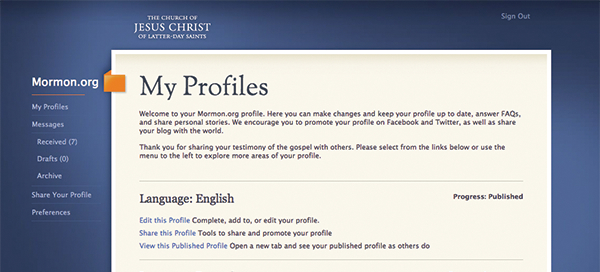 THE CHURCH OF
JESUS CHRIST
OF LATTER-DAY SAINTS
Sign Out
Mormon.org
My Profiles
Messages
Received (7)
Drafts (0)
Archive
Share Your Profile
Preferences
My Profiles
Welcome to your Mormon.org profile. Here you can make changes and keep your profile up to date, answer FAQs,
and share personal stories. We encourage you to promote your profile on Facebook and Twitter, as well as share
your blog with the world.
Thank you for sharing your testimony of the gospel with others. Please select from the links below or use the
menu to the left to explore more areas of your profile.
Language: English
Progress: Published
Edit this Profile Complete, add to, or edit your profile.
Share this Profile Tools to share and promote your profile
View this Published Profile Open a new tab and see your published profile as others do